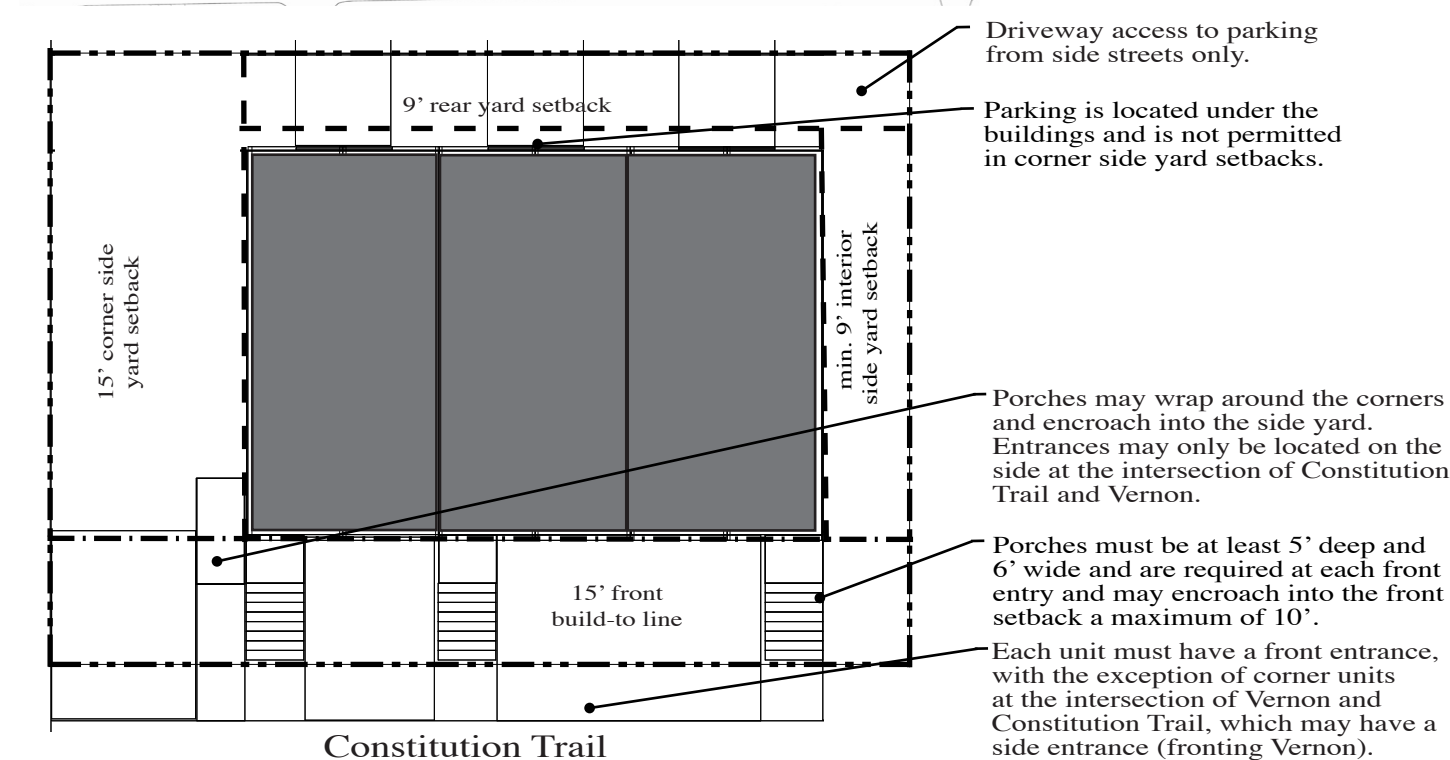 Driveway access to parking
from side streets only.
9’ rear yard setback
Parking is located under the
buildings and is not permitted
in corner side yard setbacks.
15’ corner side
yard setback
min. 9’ interior
side yard setback
Porches may wrap around the corners
and encroach into the side yard.
Entrances may only be located on the
side at the intersection of Constitution
Trail and Vernon.
Porches must be at least 5’ deep and
6’ wide and are required at each front
entry and may encroach into the front
setback a maximum of 10’.
15’ front
build-to line
Each unit must have a front entrance,
with the exception of corner units
at the intersection of Vernon and
Constitution Trail, which may have a
side entrance (fronting Vernon).
Constitution Trail